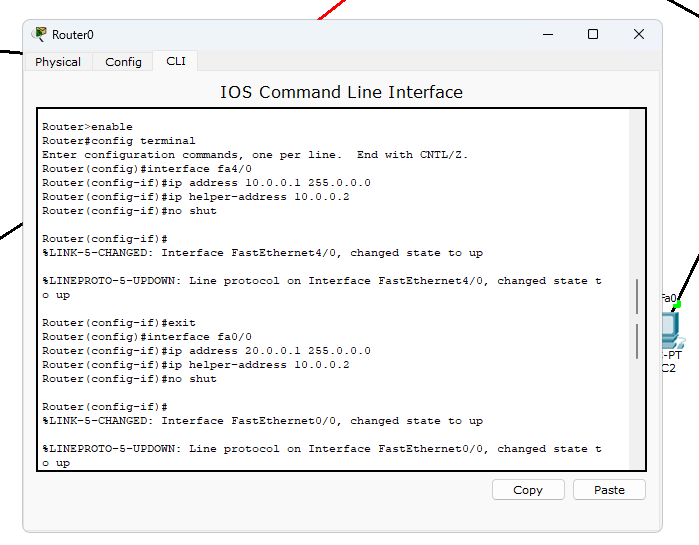 Router0
Physical Config CLI
IOS Command Line Interface
Router>enable
Router#config terminal
Enter configuration commands, one per line.  End with CNTL/Z.
Router(config)#interface fa4/0
Router(config-if)#ip address 10.0.0.1 255.0.0.0
Router(config-if)#ip helper-address 10.0.0.2
Router(config-if)#no shut
Router(config-if)#
%LINK-5-CHANGED: Interface FastEthernet4/0, changed state to up
%LINEPROTO-5-UPDOWN: Line protocol on Interface FastEthernet4/0, changed state t
o up
Router(config-if)#exit
Router(config)#interface fa0/0
Router(config-if)#ip address 20.0.0.1 255.0.0.0
Router(config-if)#ip helper-address 10.0.0.2
Router(config-if)#no shut
Router(config-if)#
%LINK-5-CHANGED: Interface FastEthernet0/0, changed state to up
%LINEPROTO-5-UPDOWN: Line protocol on Interface FastEthernet0/0, changed state t
o up
Copy Paste
Fa0
-PT
C2